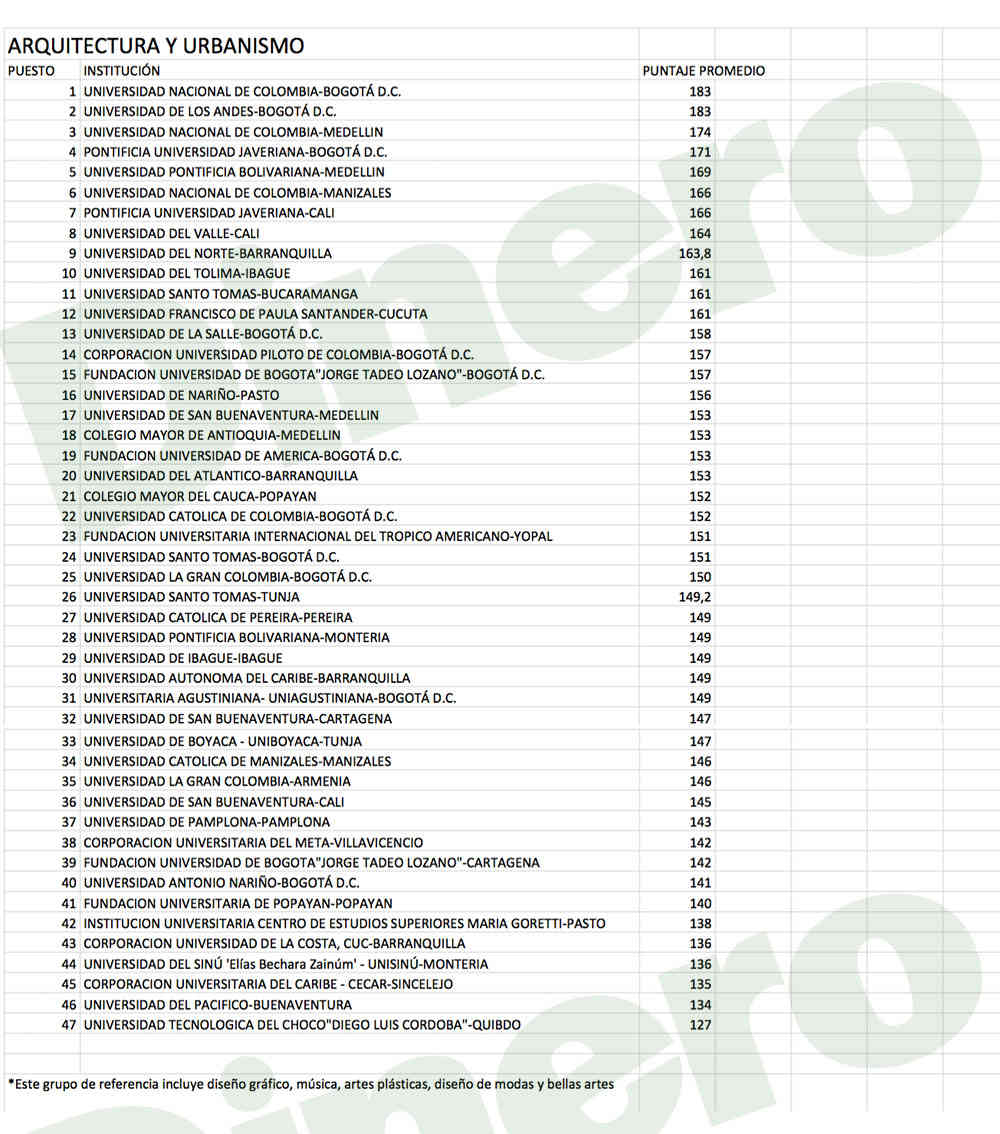 ARQUITECTURA Y URBANISMO
PUESTO INSTITUCIÓN PUNTAJE PROMEDIO
1 UNIVERSIDAD NACIONAL DE COLOMBIA-BOGOTÁ D.C. 183
2 UNIVERSIDAD DE LOS ANDES-BOGOTÁ D.C. 183
3 UNIVERSIDAD NACIONAL DE COLOMBIA-MEDELLIN 174
4 PONTIFICIA UNIVERSIDAD JAVERIANA-BOGOTÁ D.C. 171
5 UNIVERSIDAD PONTIFICIA BOLIVARIANA-MEDELLIN 169
6 UNIVERSIDAD NACIONAL DE COLOMBIA-MANIZALES 166
7 PONTIFICIA UNIVERSIDAD JAVERIANA-CALI 166
8 UNIVERSIDAD DEL VALLE-CALI 164
9 UNIVERSIDAD DEL NORTE-BARRANQUILLA 163,8
10 UNIVERSIDAD DEL TOLIMA-IBAGUE 161
11 UNIVERSIDAD SANTO TOMAS-BUCARAMANGA 161
12 UNIVERSIDAD FRANCISCO DE PAULA SANTANDER-CUCUTA 161
13 UNIVERSIDAD DE LA SALLE-BOGOTÁ D.C. 158
14 CORPORACION UNIVERSIDAD PILOTO DE COLOMBIA-BOGOTÁ D.C. 157
15 FUNDACION UNIVERSIDAD DE BOGOTA"JORGE TADEO LOZANO"-BOGOTÁ D.C. 157
16 UNIVERSIDAD DE NARIÑO-PASTO 156
17 UNIVERSIDAD DE SAN BUENAVENTURA-MEDELLIN 153
18 COLEGIO MAYOR DE ANTIOQUIA-MEDELLIN 153
19 FUNDACION UNIVERSIDAD DE AMERICA-BOGOTÁ D.C. 153
20 UNIVERSIDAD DEL ATLANTICO-BARRANQUILLA 153
21 COLEGIO MAYOR DEL CAUCA-POPAYAN 152
22 UNIVERSIDAD CATOLICA DE COLOMBIA-BOGOTÁ D.C. 152
23 FUNDACION UNIVERSITARIA INTERNACIONAL DEL TROPICO AMERICANO-YOPAL 151
24 UNIVERSIDAD SANTO TOMAS-BOGOTÁ D.C. 151
25 UNIVERSIDAD LA GRAN COLOMBIA-BOGOTÁ D.C. 150
26 UNIVERSIDAD SANTO TOMAS-TUNJA 149,2
27 UNIVERSIDAD CATOLICA DE PEREIRA-PEREIRA 149
28 UNIVERSIDAD PONTIFICIA BOLIVARIANA-MONTERIA 149
29 UNIVERSIDAD DE IBAGUE-IBAGUE 149
30 UNIVERSIDAD AUTONOMA DEL CARIBE-BARRANQUILLA 149
31 UNIVERSITARIA AGUSTINIANA- UNIAGUSTINIANA-BOGOTÁ D.C. 149
32 UNIVERSIDAD DE SAN BUENAVENTURA-CARTAGENA 147
33 UNIVERSIDAD DE BOYACA - UNIBOYACA-TUNJA 147
34 UNIVERSIDAD CATOLICA DE MANIZALES-MANIZALES 146
35 UNIVERSIDAD LA GRAN COLOMBIA-ARMENIA 146
36 UNIVERSIDAD DE SAN BUENAVENTURA-CALI 145
37 UNIVERSIDAD DE PAMPLONA-PAMPLONA 143
38 CORPORACION UNIVERSITARIA DEL META-VILLAVICENCIO 142
39 FUNDACION UNIVERSIDAD DE BOGOTA"JORGE TADEO LOZANO"-CARTAGENA 142
40 UNIVERSIDAD ANTONIO NARIÑO-BOGOTÁ D.C. 141
41 FUNDACION UNIVERSITARIA DE POPAYAN-POPAYAN 140
42 INSTITUCION UNIVERSITARIA CENTRO DE ESTUDIOS SUPERIORES MARIA GORETTI-PASTO 138
43 CORPORACION UNIVERSIDAD DE LA COSTA, CUC-BARRANQUILLA 136
44 UNIVERSIDAD DEL SINÚ 'Elías Bechara Zainúm' - UNISINÚ-MONTERIA 136
45 CORPORACION UNIVERSITARIA DEL CARIBE - CECAR-SINCELEJO 135
46 UNIVERSIDAD DEL PACIFICO-BUENAVENTURA 134
47 UNIVERSIDAD TECNOLOGICA DEL CHOCO"DIEGO LUIS CORDOBA"-QUIBDO 127
*Este grupo de referencia incluye diseño gráfico, música, artes plásticas, diseño de modas y bellas artes
Dinero
Dinero